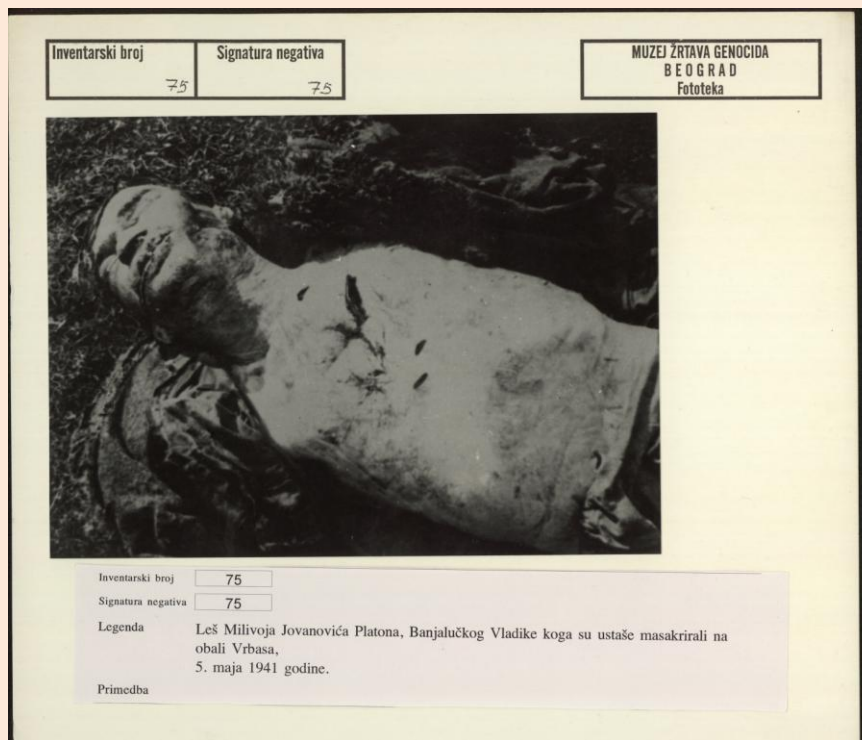 Inventarski broj
75
Signatura negativa
75
MUZEJ ŽRTAVA GENOCIDA
BEOGRAD
Fototeka
Inventarski broj 75
Signatura negativa 75
Legenda Leš Milivoja Jovanovića Platona, Banjalučkog Vladike koga su ustaše masakrirali na
obali Vrbasa,
5. maja 1941 godine.
Primedba